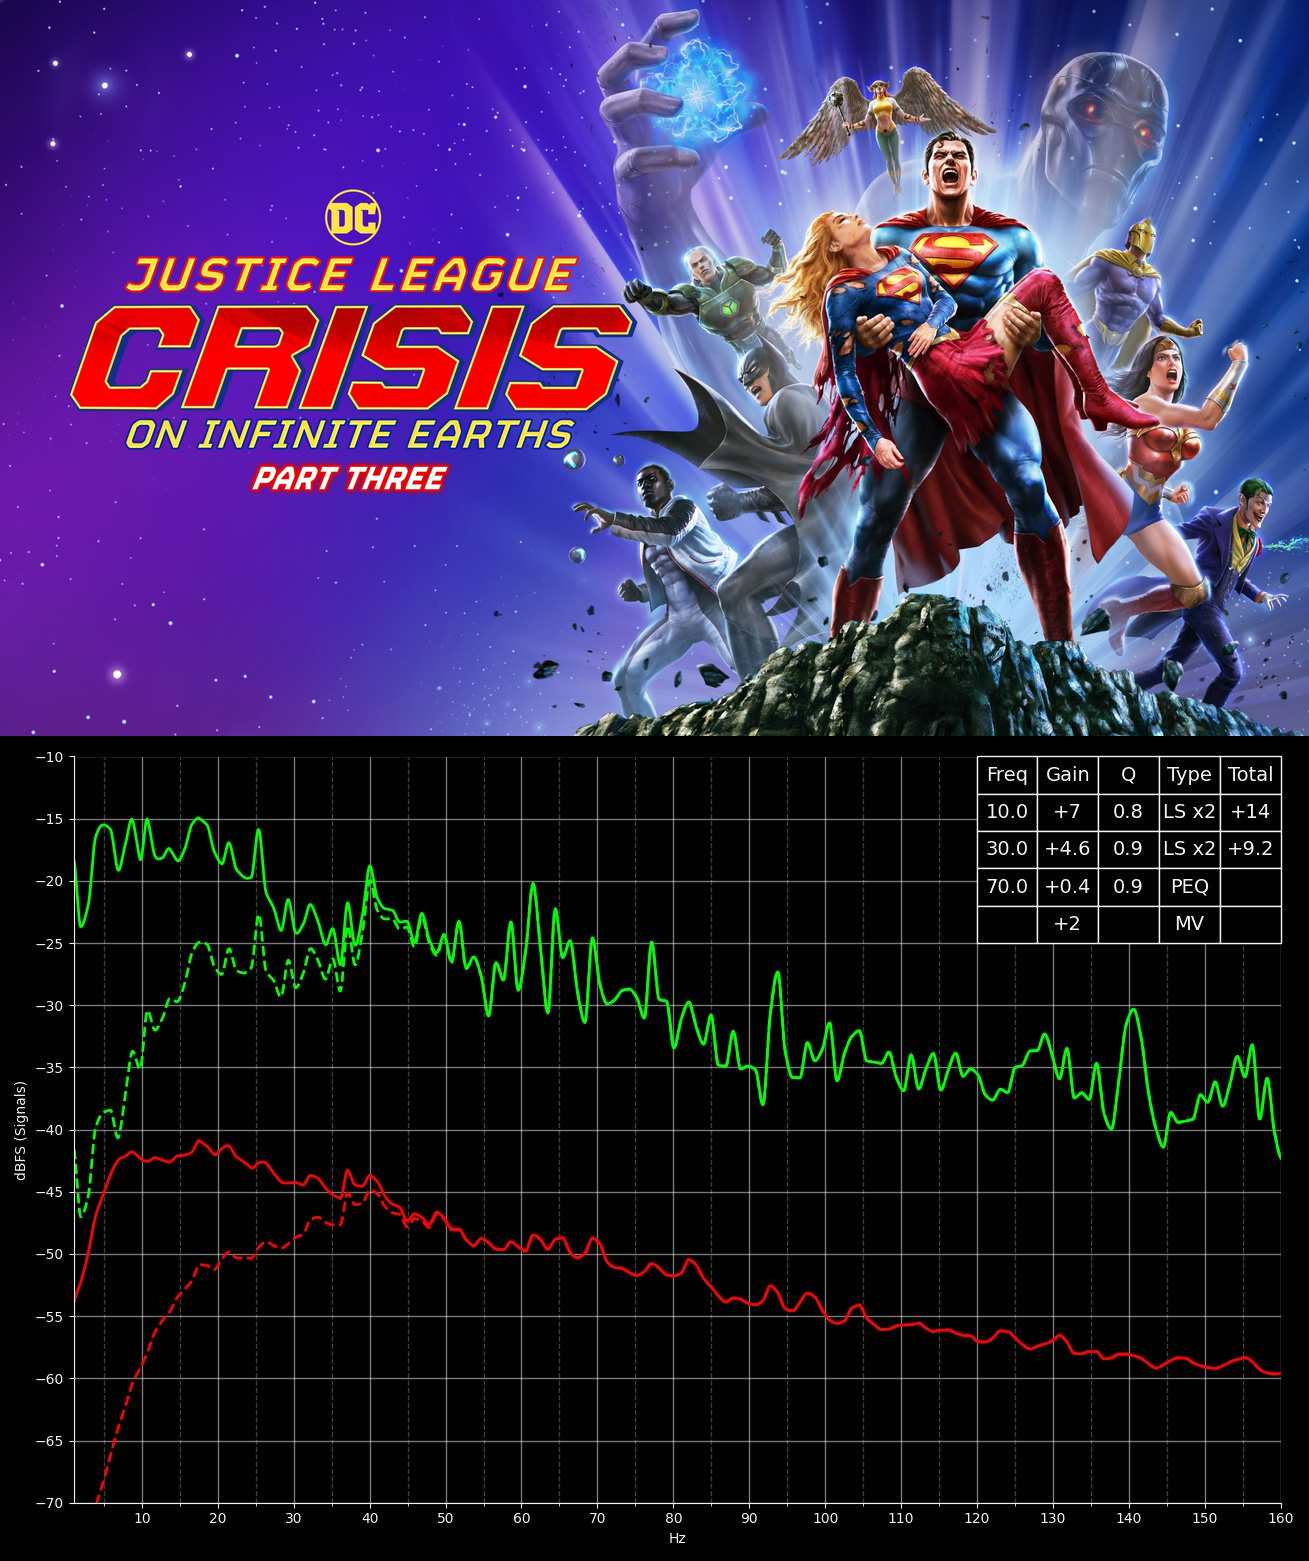 DC
JUSTICE LEAGUE
CRISIS
ON INFINITE EARTHS
PART THREE
Freq Gain Q Type Total
10.0 +7 0.8 LS x2 +14
30.0 +4.6 0.9 LS x2 +9.2
70.0 +0.4 0.9 PEQ
+2 MV
−10
−15
−20
−25
−30
−35
−40
−45
−50
−55
−60
−65
−70
dBFS (Signals)
10 20 30 40 50 60 70 80 90 100 110 120 130 140 150 160
Hz